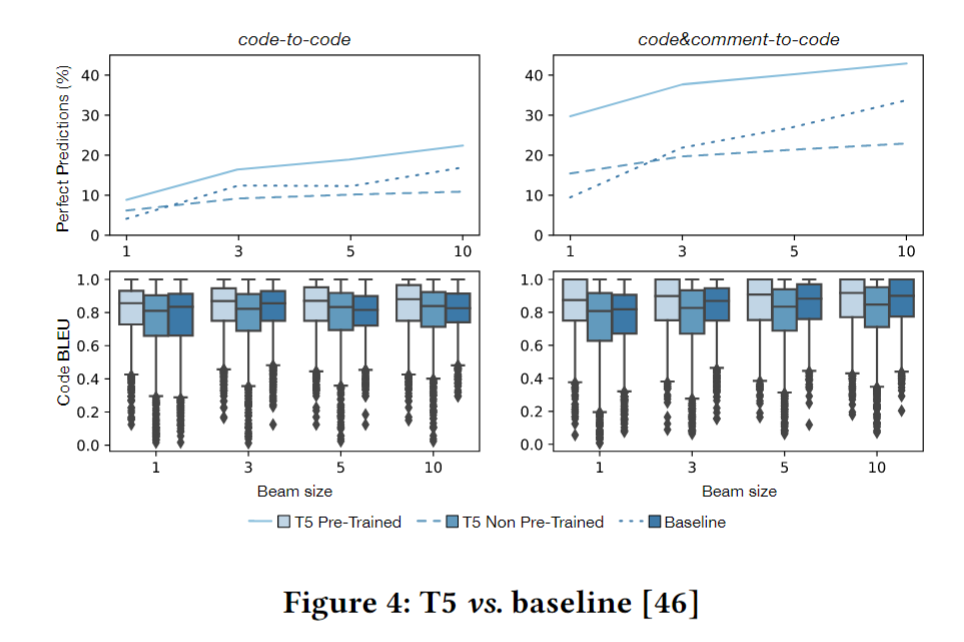 code-to-code
code&comment-to-code
Perfect Predictions (%)
40
30
20
10
0
1 3 5 10
40
30
20
10
0
1 3 5 10
Code BLEU
1.0
0.8
0.6
0.4
0.2
0.0
1 3 5 10
Beam size
1.0
0.8
0.6
0.4
0.2
0.0
1 3 5 10
Beam size
T5 Pre-Trained T5 Non Pre-Trained Baseline
Figure 4: T5 vs. baseline [46]